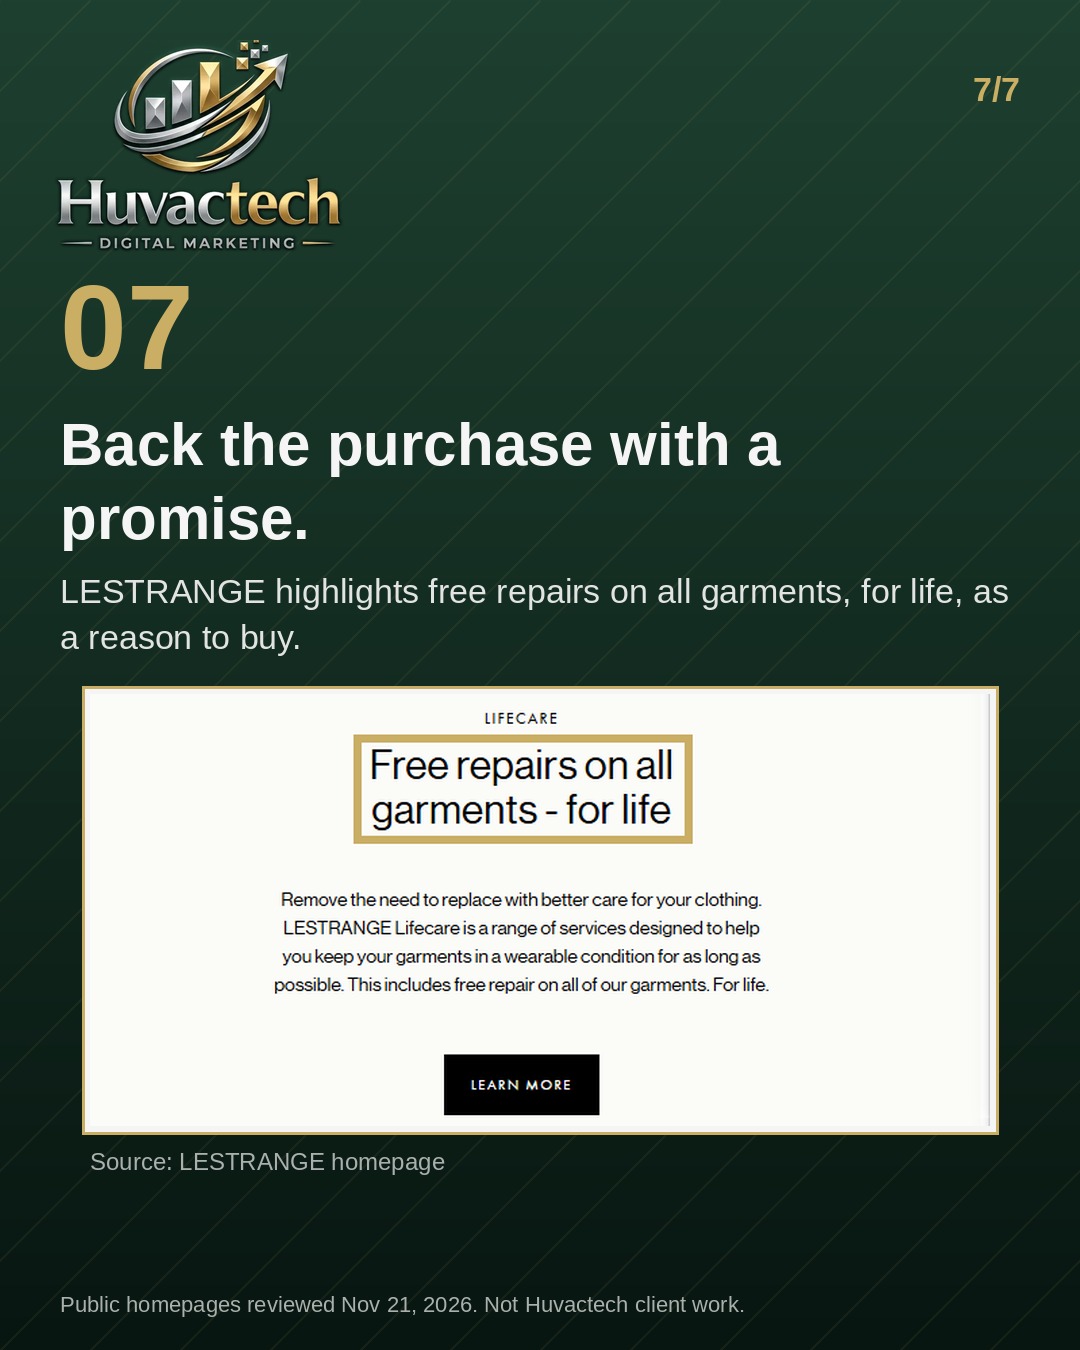 7/7
Huvactech
DIGITAL MARKETING
07
Back the purchase with a
promise.
LESTRANGE highlights free repairs on all garments, for life, as
a reason to buy.
LIFECARE
Free repairs on all
garments - for life
Remove the need to replace with better care for your clothing.
LESTRANGE Lifecare is a range of services designed to help
you keep your garments in a wearable condition for as long as
possible. This includes free repair on all of our garments. For life.
LEARN MORE
Source: LESTRANGE homepage
Public homepages reviewed Nov 21, 2026. Not Huvactech client work.